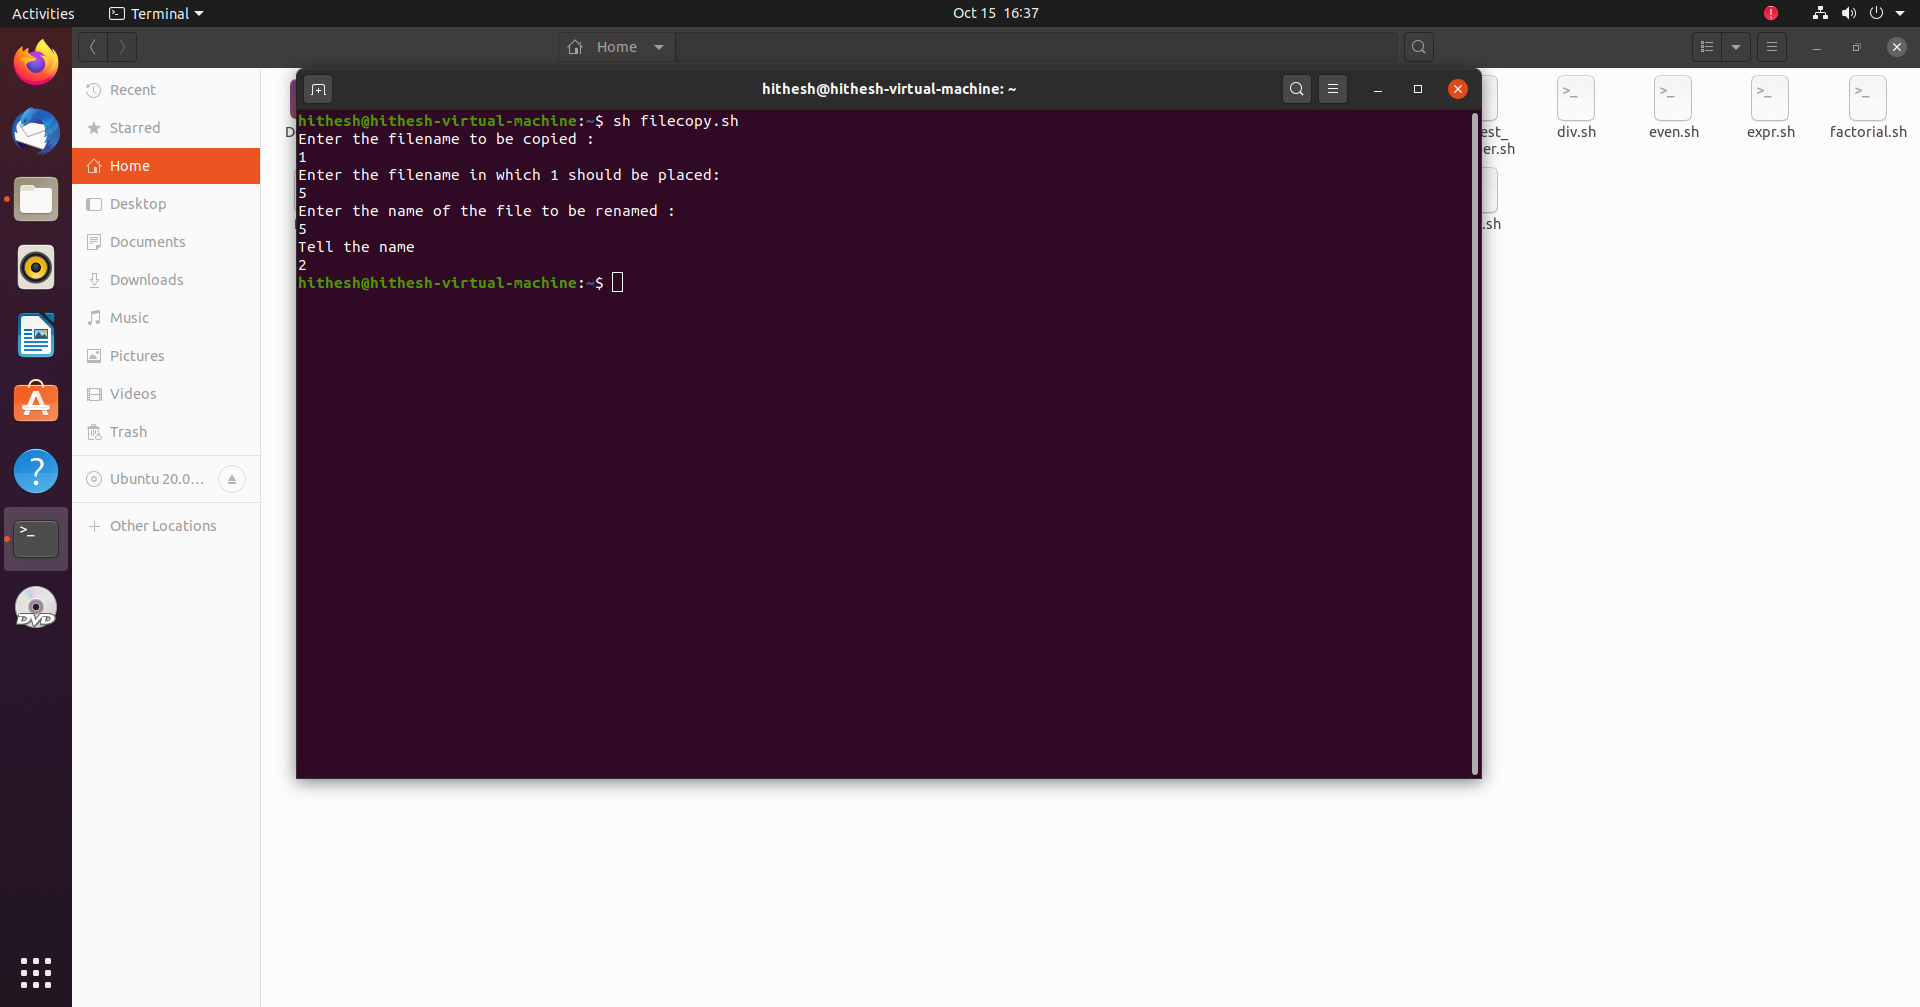 Activities
Terminal
Oct 15 16:37
Home
hithesh@hithesh-virtual-machine: ~
Recent
Starred
Home
Desktop
Documents
Downloads
Music
Pictures
Videos
Trash
Ubuntu 20.0...
Other Locations
D
hithesh@hithesh-virtual-machine:~$ sh filecopy.sh
Enter the filename to be copied :
1
Enter the filename in which 1 should be placed:
5
Enter the name of the file to be renamed :
5
Tell the name
2
hithesh@hithesh-virtual-machine:~$
est_
er.sh
div.sh
even.sh
expr.sh
factorial.sh
.sh
DVD